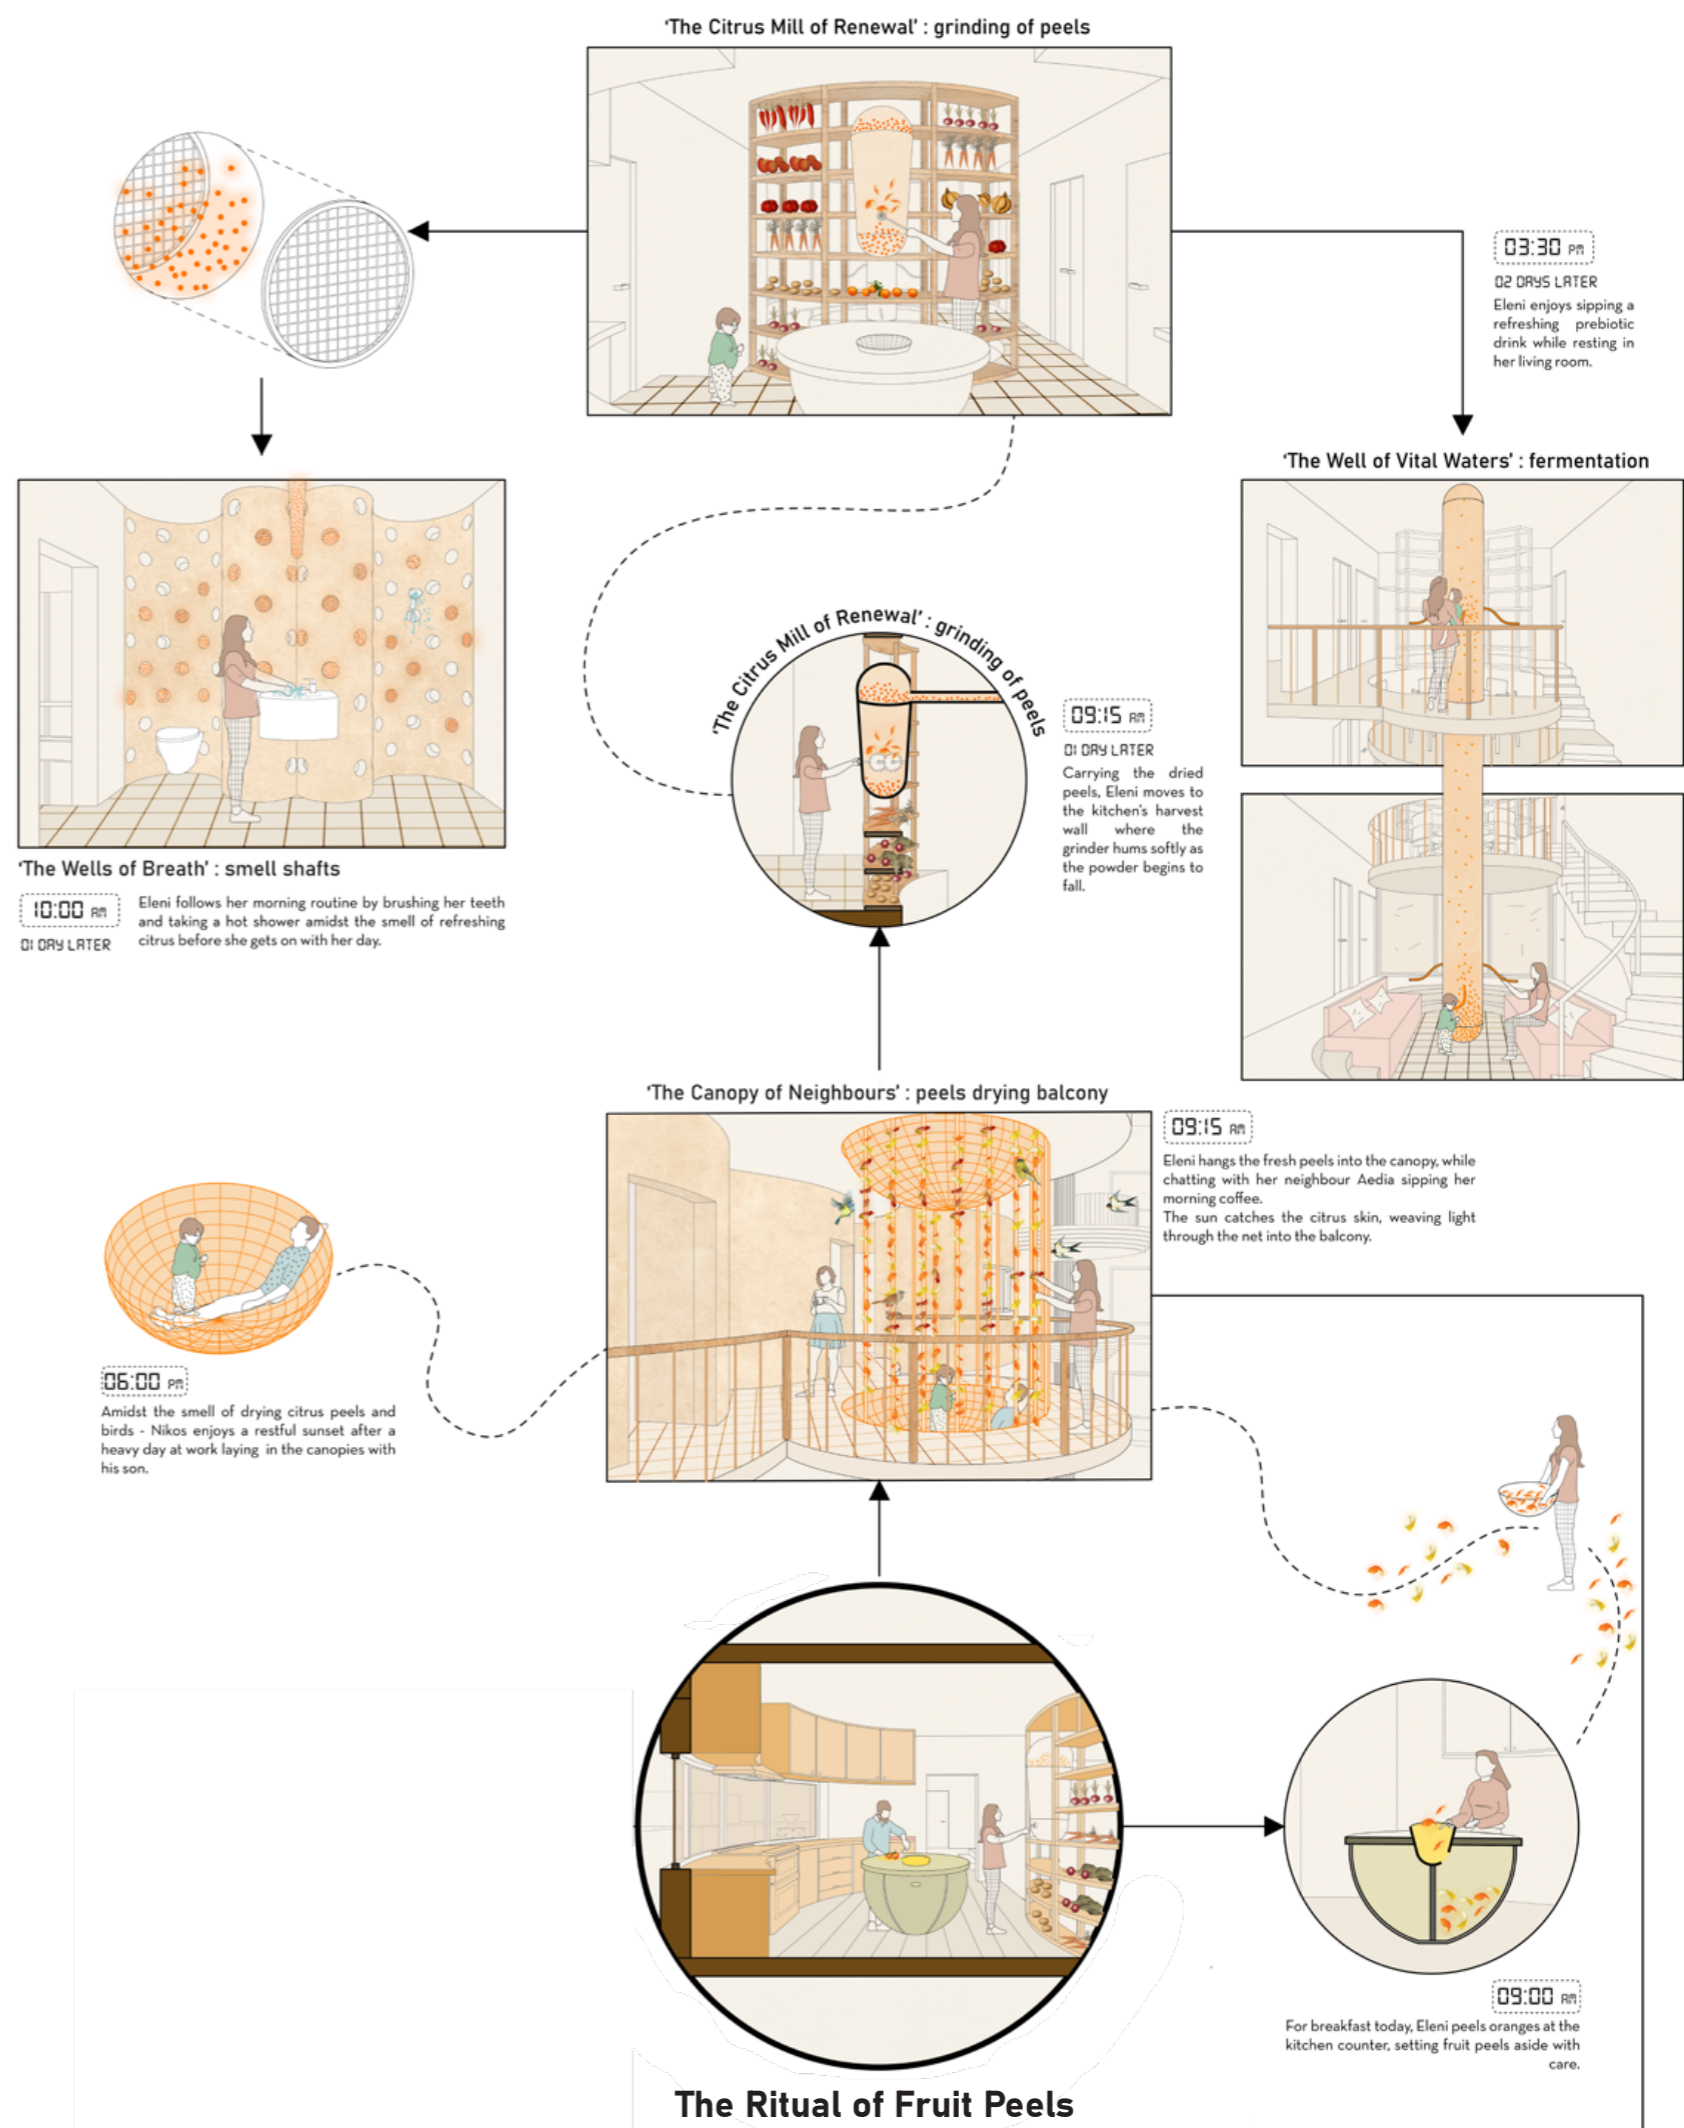 ‘The Citrus Mill of Renewal’ : grinding of peels
03:30 PM
02 DAYS LATER
Eleni enjoys sipping a
refreshing prebiotic
drink while resting in
her living room.
‘The Well of Vital Waters’ : fermentation
‘The Citrus Mill of Renewal’ : grinding of peels
09:15 AM
01 DAY LATER
Carrying the dried
peels, Eleni moves to
the kitchen’s harvest
wall where the
grinder hums softly as
the powder begins to
fall.
‘The Wells of Breath’ : smell shafts
10:00 AM
01 DAY LATER
Eleni follows her morning routine by brushing her teeth
and taking a hot shower amidst the smell of refreshing
citrus before she gets on with her day.
‘The Canopy of Neighbours’ : peels drying balcony
09:15 AM
Eleni hangs the fresh peels into the canopy, while
chatting with her neighbour Aedia sipping her
morning coffee.
The sun catches the citrus skin, weaving light
through the net into the balcony.
06:00 PM
Amidst the smell of drying citrus peels and
birds - Nikos enjoys a restful sunset after a
heavy day at work laying in the canopies with
his son.
09:00 AM
For breakfast today, Eleni peels oranges at the
kitchen counter, setting fruit peels aside with
care.
The Ritual of Fruit Peels